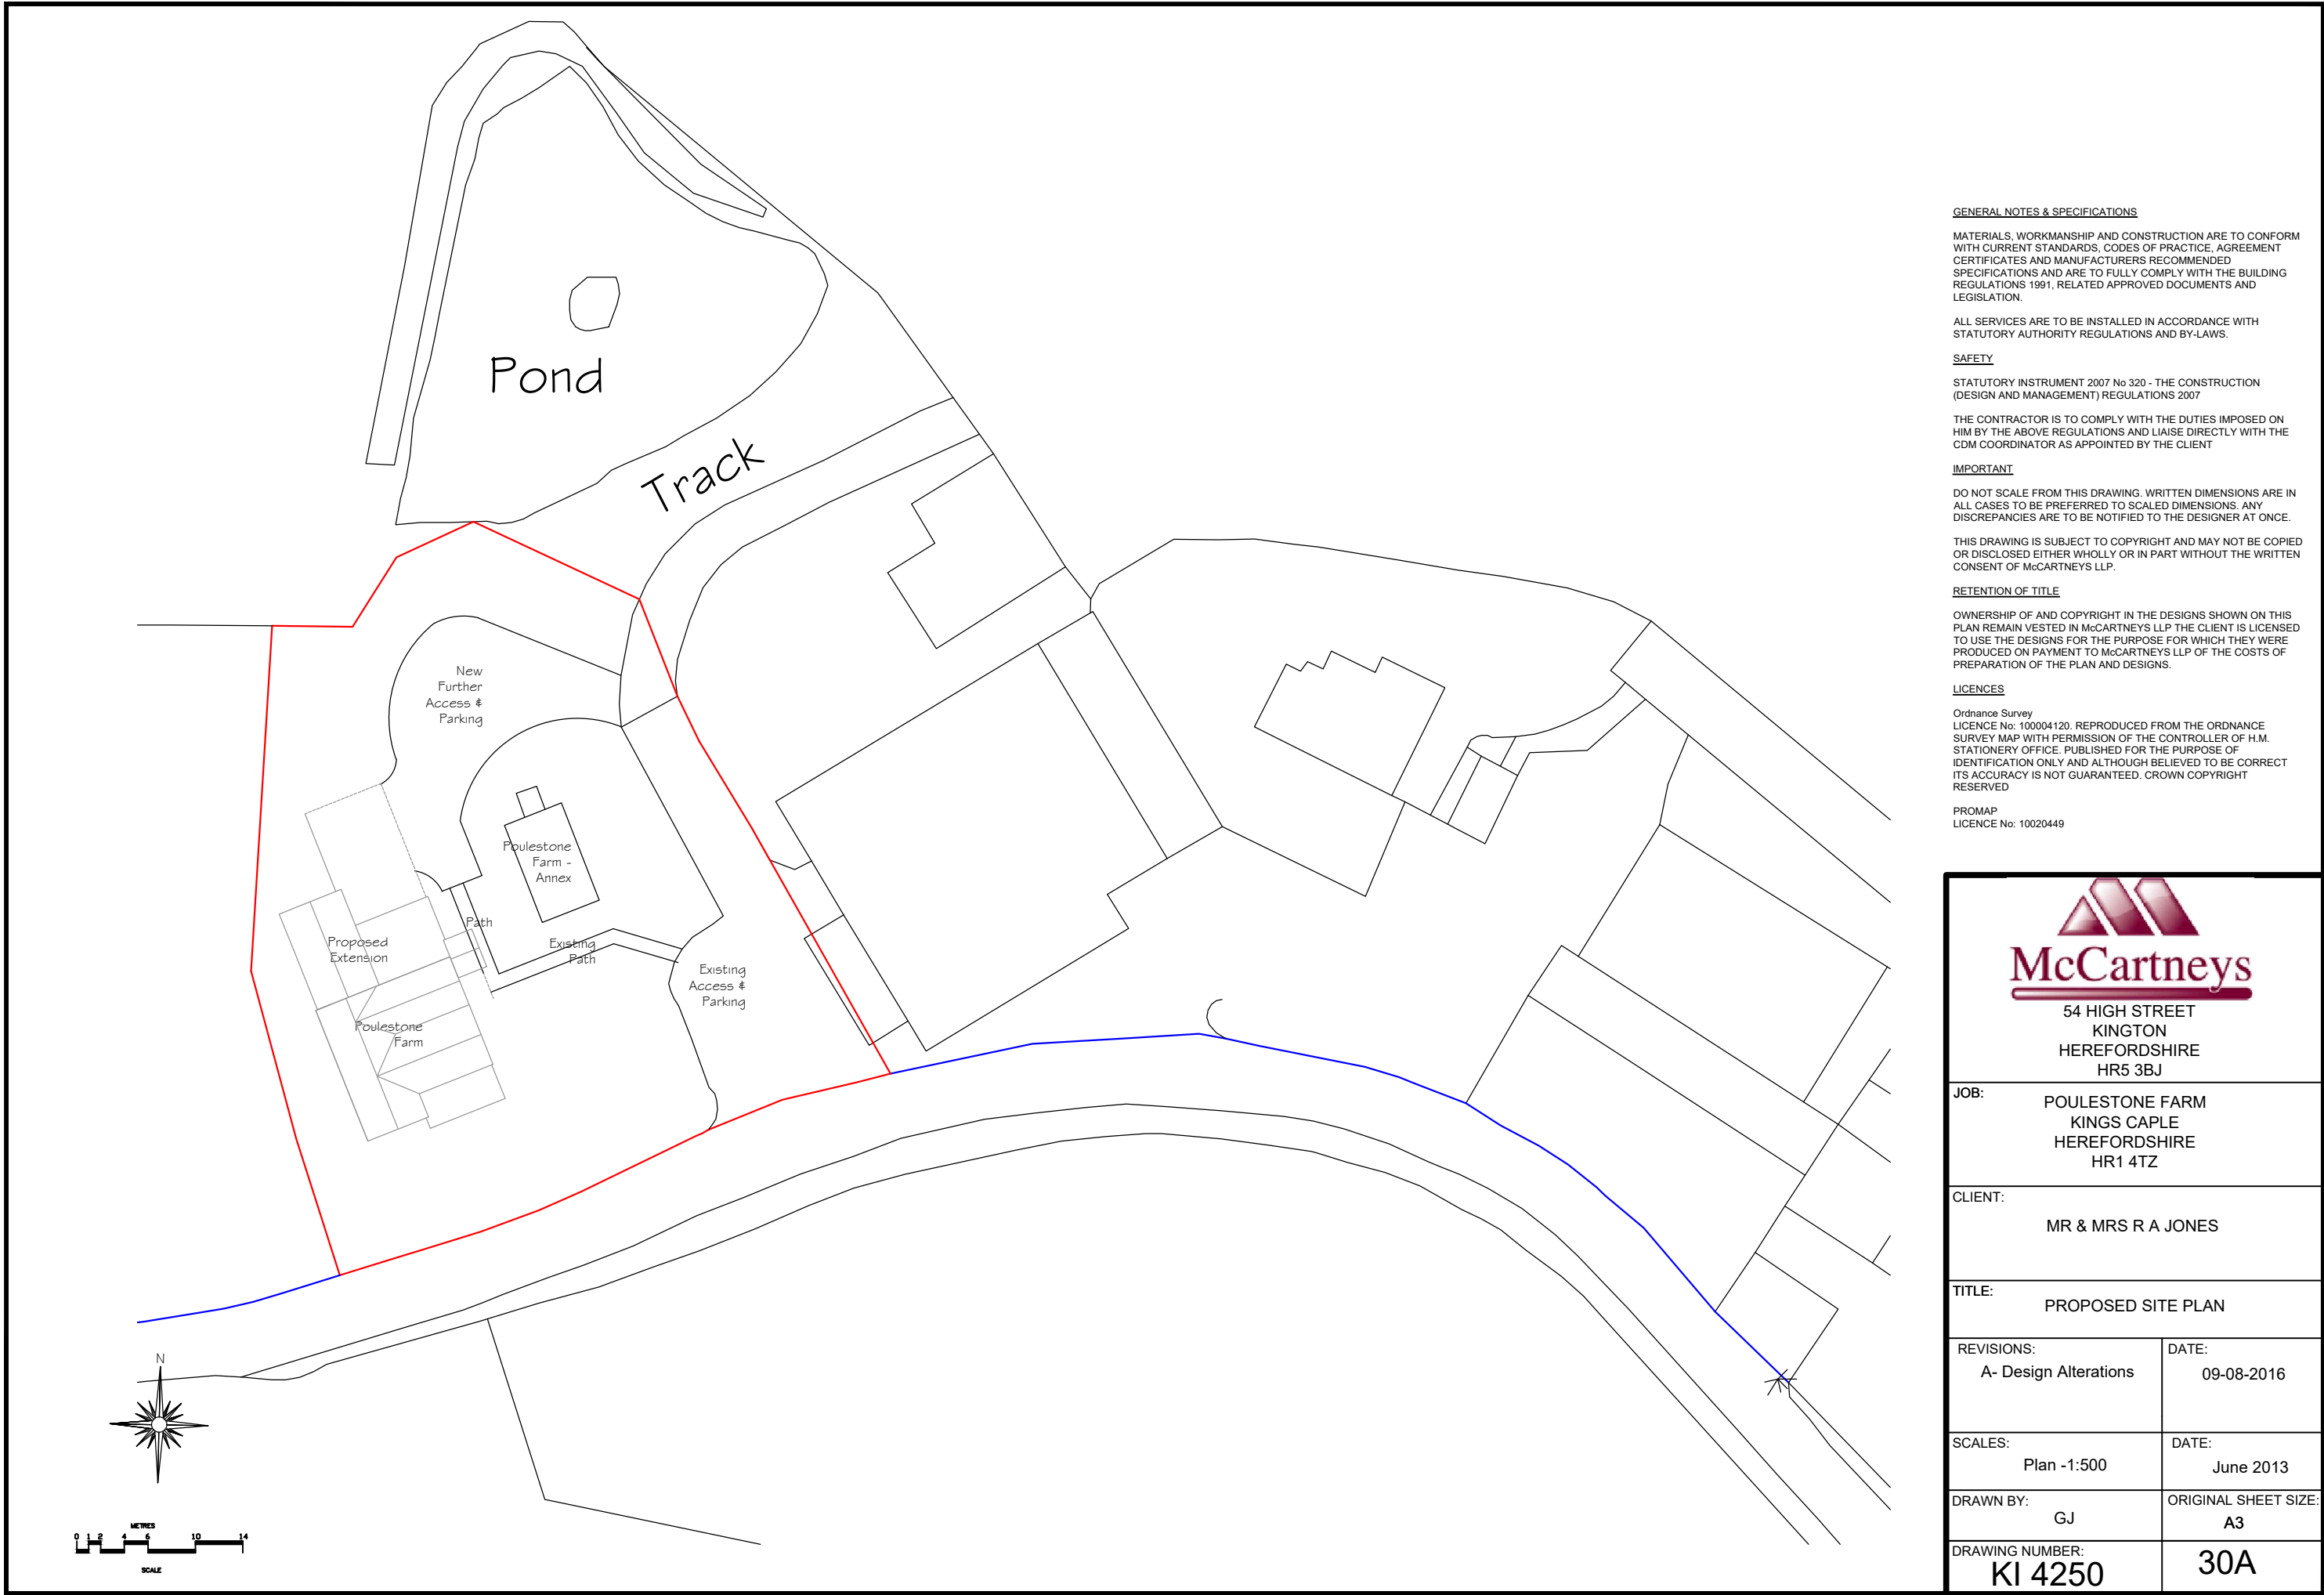 Pond
Track
New
Further
Access &
Parking
Poulestone
Farm -
Annex
Path
Proposed
Extension
Existing
Path
Existing
Access &
Parking
Poulestone
Farm
N
METRES
0 1 2 4 6 10 14
SCALE
GENERAL NOTES & SPECIFICATIONS
MATERIALS, WORKMANSHIP AND CONSTRUCTION ARE TO CONFORM
WITH CURRENT STANDARDS, CODES OF PRACTICE, AGREEMENT
CERTIFICATES AND MANUFACTURERS RECOMMENDED
SPECIFICATIONS AND ARE TO FULLY COMPLY WITH THE BUILDING
REGULATIONS 1991, RELATED APPROVED DOCUMENTS AND
LEGISLATION.
ALL SERVICES ARE TO BE INSTALLED IN ACCORDANCE WITH
STATUTORY AUTHORITY REGULATIONS AND BY-LAWS.
SAFETY
STATUTORY INSTRUMENT 2007 No 320 - THE CONSTRUCTION
(DESIGN AND MANAGEMENT) REGULATIONS 2007
THE CONTRACTOR IS TO COMPLY WITH THE DUTIES IMPOSED ON
HIM BY THE ABOVE REGULATIONS AND LIAISE DIRECTLY WITH THE
CDM COORDINATOR AS APPOINTED BY THE CLIENT
IMPORTANT
DO NOT SCALE FROM THIS DRAWING. WRITTEN DIMENSIONS ARE IN
ALL CASES TO BE PREFERRED TO SCALED DIMENSIONS. ANY
DISCREPANCIES ARE TO BE NOTIFIED TO THE DESIGNER AT ONCE.
THIS DRAWING IS SUBJECT TO COPYRIGHT AND MAY NOT BE COPIED
OR DISCLOSED EITHER WHOLLY OR IN PART WITHOUT THE WRITTEN
CONSENT OF McCARTNEYS LLP.
RETENTION OF TITLE
OWNERSHIP OF AND COPYRIGHT IN THE DESIGNS SHOWN ON THIS
PLAN REMAIN VESTED IN McCARTNEYS LLP THE CLIENT IS LICENSED
TO USE THE DESIGNS FOR THE PURPOSE FOR WHICH THEY WERE
PRODUCED ON PAYMENT TO McCARTNEYS LLP OF THE COSTS OF
PREPARATION OF THE PLAN AND DESIGNS.
LICENCES
Ordnance Survey
LICENCE No: 100004120. REPRODUCED FROM THE ORDNANCE
SURVEY MAP WITH PERMISSION OF THE CONTROLLER OF H.M.
STATIONERY OFFICE. PUBLISHED FOR THE PURPOSE OF
IDENTIFICATION ONLY AND ALTHOUGH BELIEVED TO BE CORRECT
ITS ACCURACY IS NOT GUARANTEED. CROWN COPYRIGHT
RESERVED
PROMAP
LICENCE No: 10020449
McCartneys
54 HIGH STREET
KINGTON
HEREFORDSHIRE
HR5 3BJ
JOB:
POULESTONE FARM
KINGS CAPLE
HEREFORDSHIRE
HR1 4TZ
CLIENT:
MR & MRS R A JONES
TITLE:
PROPOSED SITE PLAN
REVISIONS:
A- Design Alterations
DATE:
09-08-2016
SCALES:
Plan -1:500
DATE:
June 2013
DRAWN BY:
GJ
ORIGINAL SHEET SIZE:
A3
DRAWING NUMBER:
KI 4250
30A